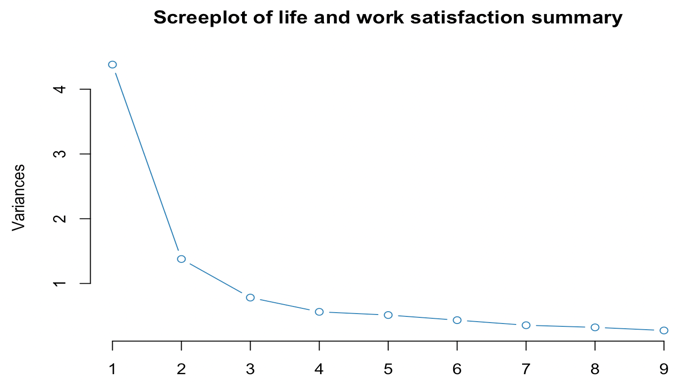 Screeplot of life and work satisfaction summary
Variances
4
3
2
1
1 2 3 4 5 6 7 8 9